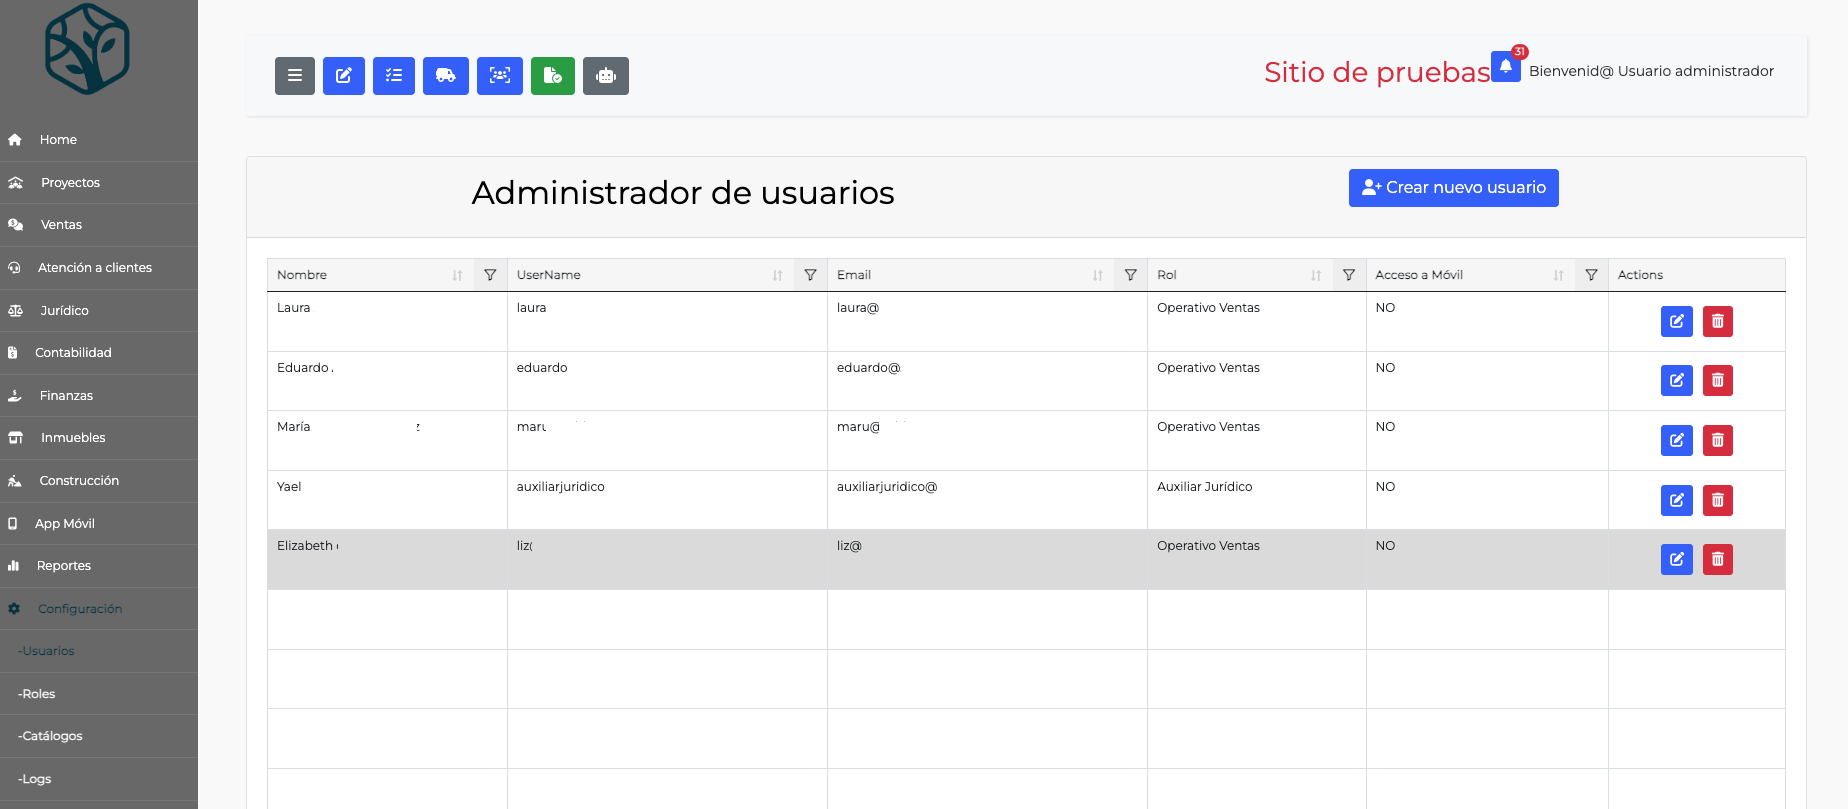 Sitio de pruebas
31
Bienvenid@ Usuario administrador
Home
Proyectos
Ventas
Atención a clientes
Jurídico
Contabilidad
Finanzas
Inmuebles
Construcción
App Móvil
Reportes
Configuración
-Usuarios
-Roles
-Catálogos
-Logs
Administrador de usuarios
Crear nuevo usuario
Nombre UserName Email Rol Acceso a Móvil Actions
Laura laura laura@ Operativo Ventas NO
Eduardo eduardo eduardo@ Operativo Ventas NO
María maru@ Operativo Ventas NO
Yael auxiliarjuridico auxiliarjuridico@ Auxiliar Jurídico NO
Elizabeth liz@ Operativo Ventas NO